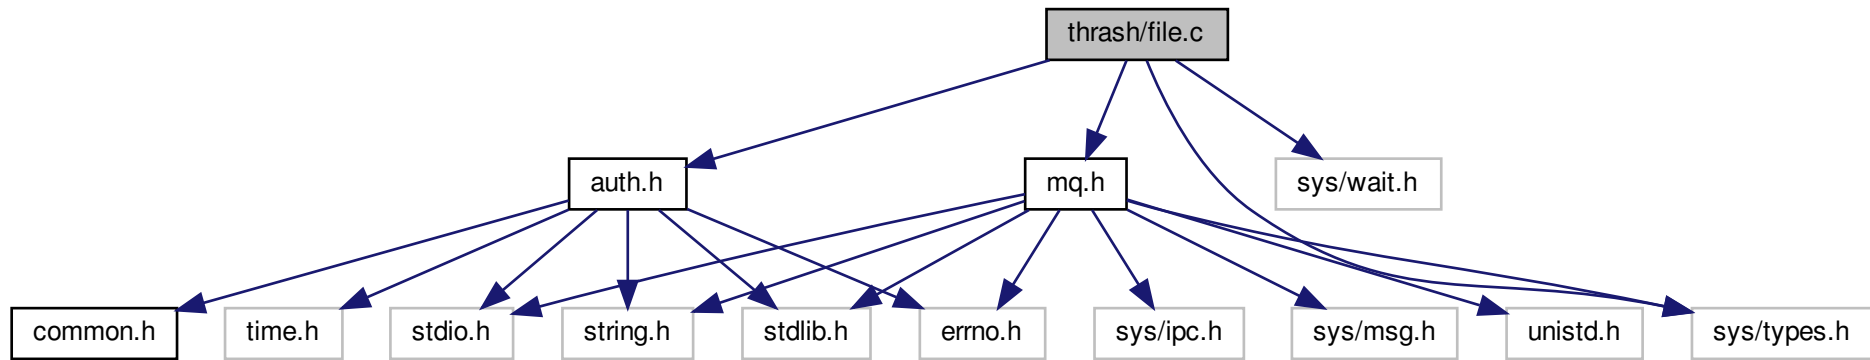 thrash/file.c
auth.h
mq.h
sys/wait.h
common.h
time.h
stdio.h
string.h
stdlib.h
errno.h
sys/ipc.h
sys/msg.h
unistd.h
sys/types.h